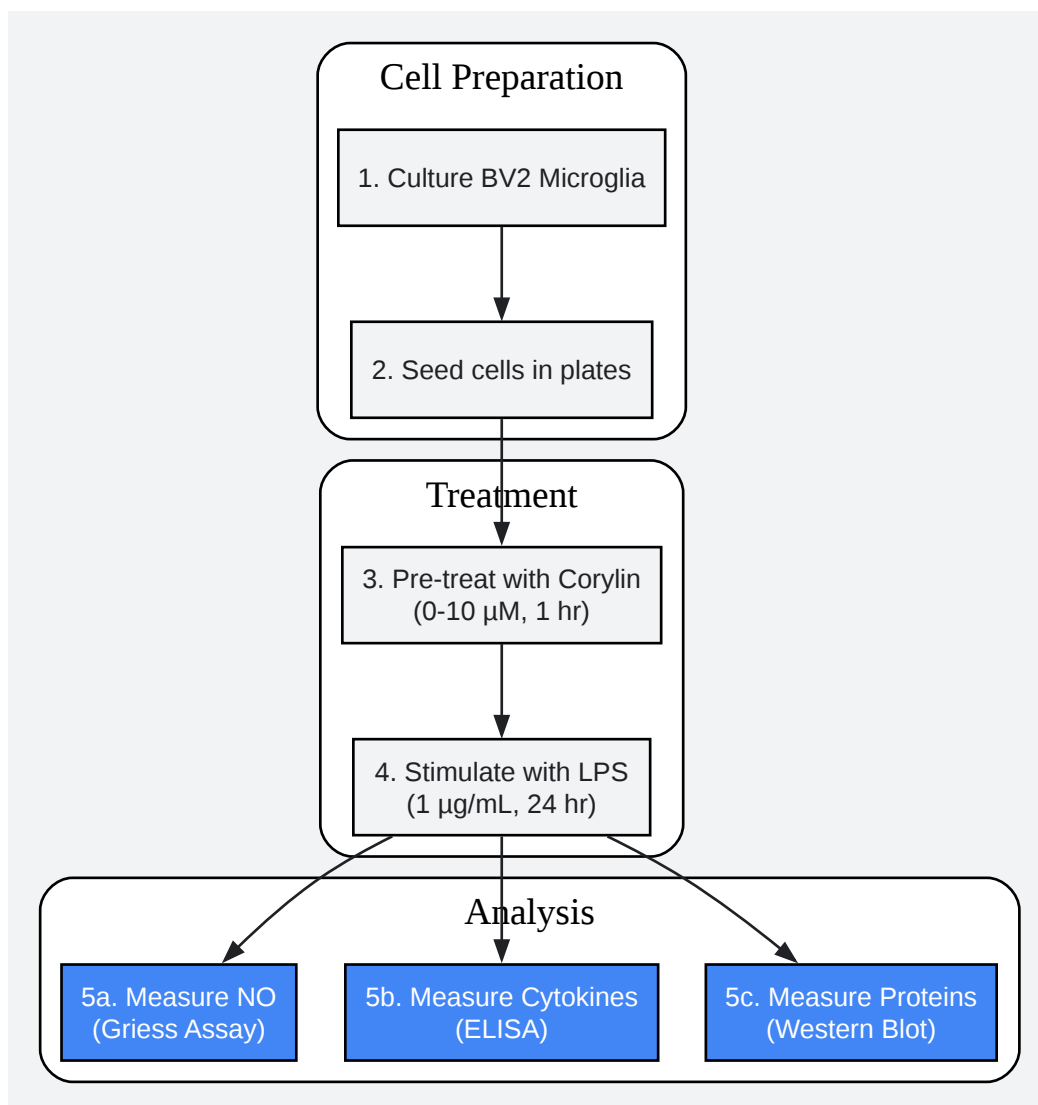 Cell Preparation
1. Culture BV2 Microglia
2. Seed cells in plates
Treatment
3. Pre-treat with Corylin
(0-10 µM, 1 hr)
4. Stimulate with LPS
(1 µg/mL, 24 hr)
Analysis
5a. Measure NO
(Griess Assay)
5b. Measure Cytokines
(ELISA)
5c. Measure Proteins
(Western Blot)